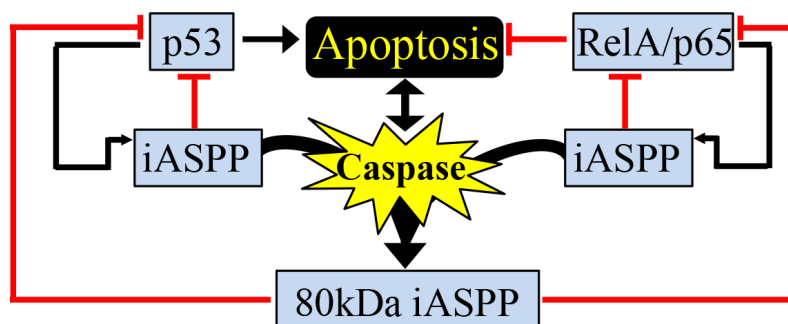 p53
Apoptosis
RelA/p65
iASPP
Caspase
iASPP
80kDa iASPP